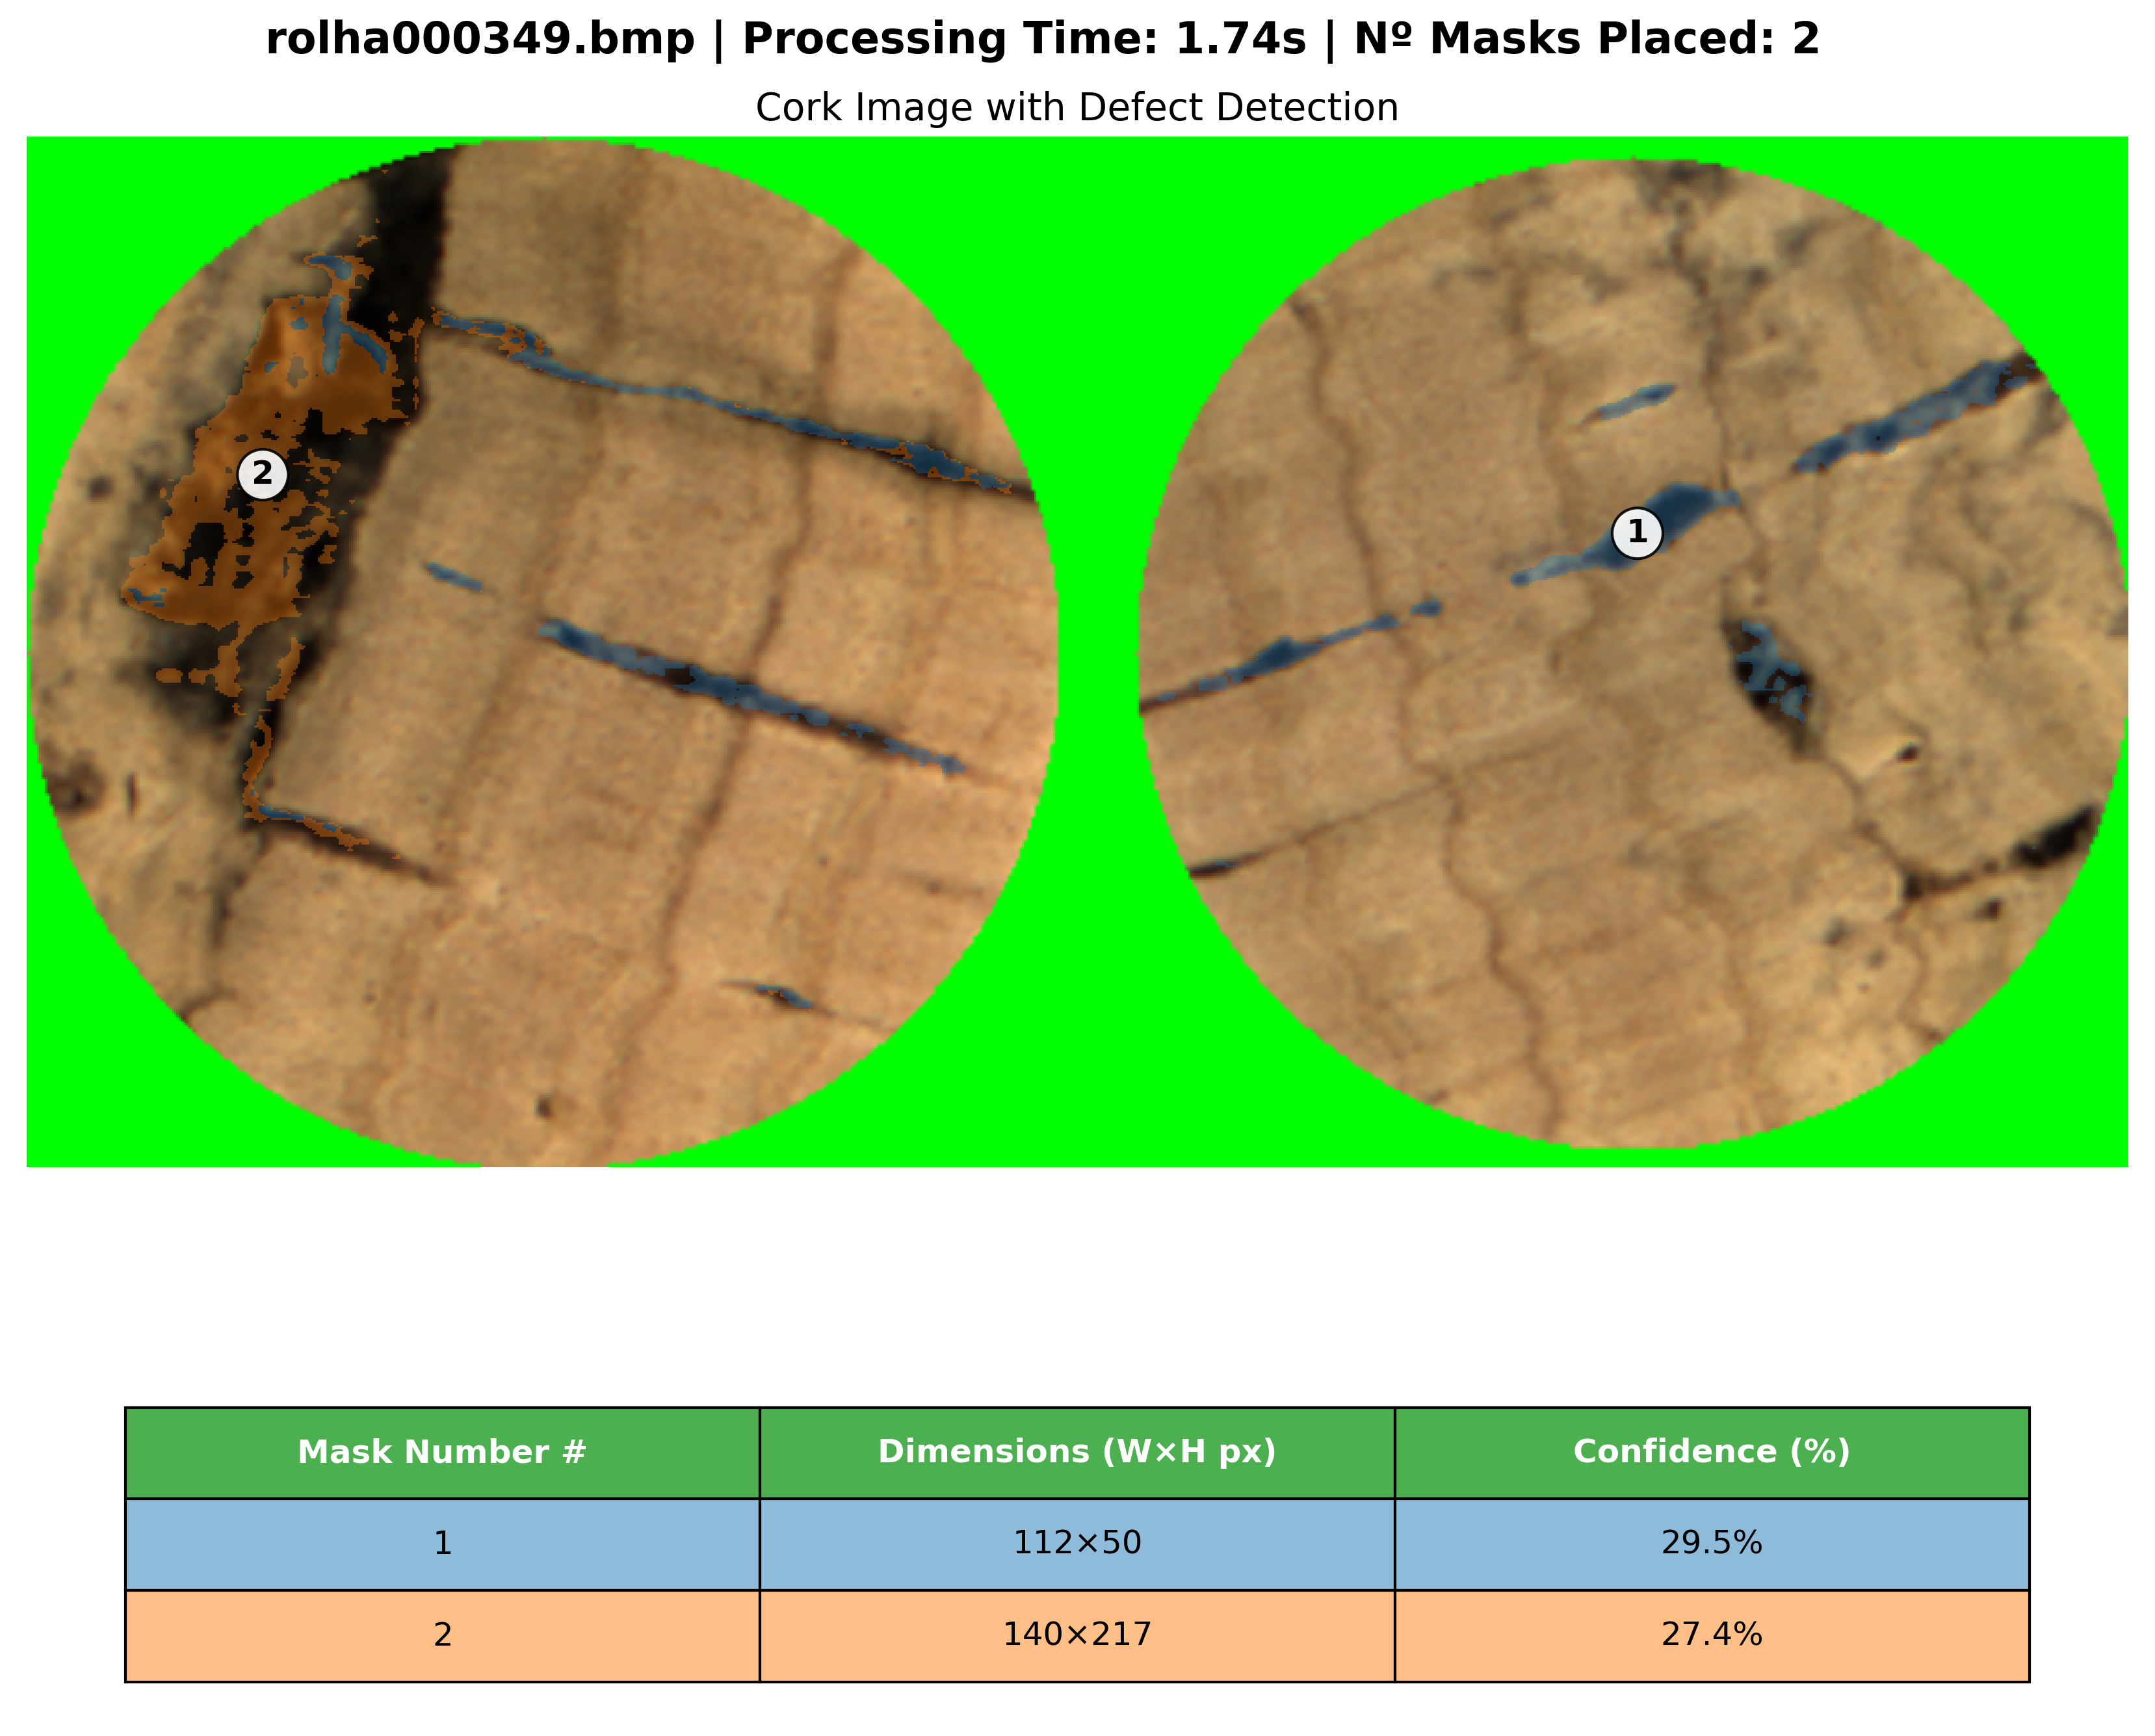 rolha000349.bmp | Processing Time: 1.74s | Nº Masks Placed: 2
Cork Image with Defect Detection
2
1
Mask Number # Dimensions (W×H px) Confidence (%)
1 112×50 29.5%
2 140×217 27.4%